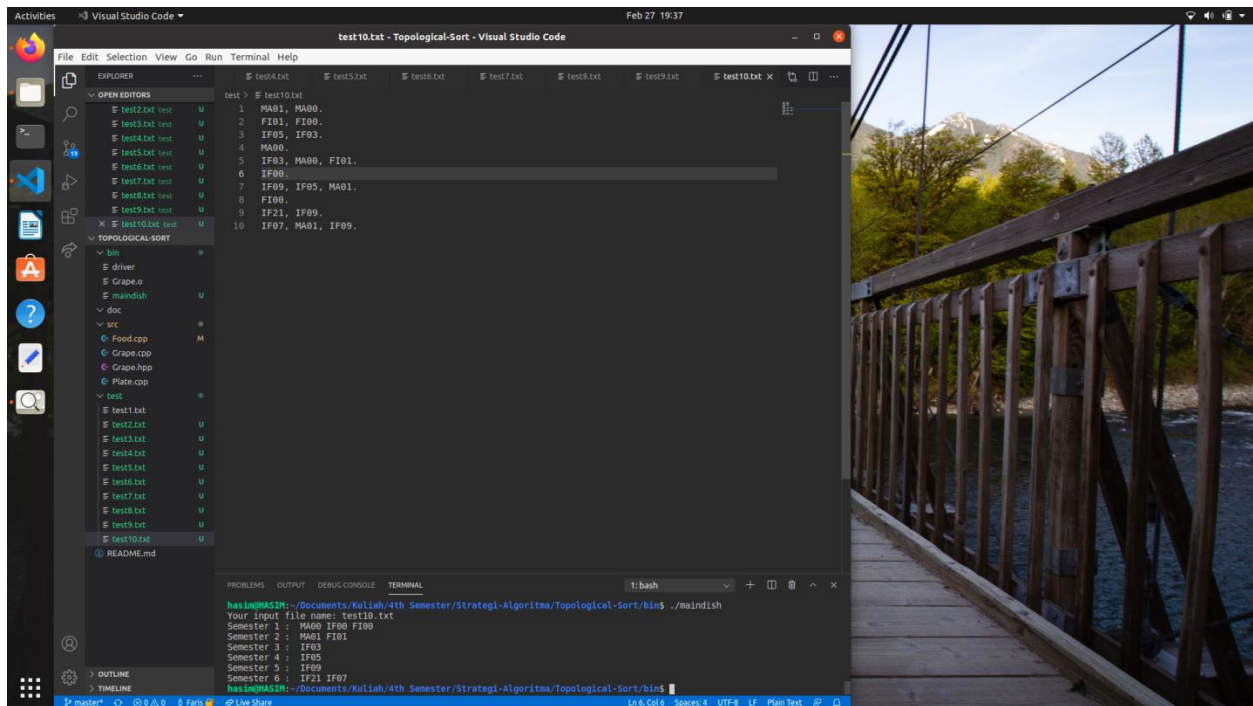 Activities
Visual Studio Code
Feb 27 19:37
test10.txt - Topological-Sort - Visual Studio Code
File Edit Selection View Go Run Terminal Help
EXPLORER
OPEN EDITORS
test2.txt test U
test3.txt test U
test4.txt test U
test5.txt test U
test6.txt test U
test7.txt test U
test8.txt test U
test9.txt test U
test10.txt test U
TOPOLOGICAL-SORT
bin
driver
Grape.o
maindish U
doc
src
Food.cpp M
Grape.cpp
Grape.hpp
Plate.cpp
test
test1.txt
test2.txt U
test3.txt U
test4.txt U
test5.txt U
test6.txt U
test7.txt U
test8.txt U
test9.txt U
test10.txt U
README.md
OUTLINE
TIMELINE
test4.txt test5.txt test6.txt test7.txt test8.txt test9.txt test10.txt
test > test10.txt
1 MA01, MA00.
2 FI01, FI00.
3 IF05, IF03.
4 MA00.
5 IF03, MA00, FI01.
6 IF00.
7 IF09, IF05, MA01.
8 FI00.
9 IF21, IF09.
10 IF07, MA01, IF09.
PROBLEMS OUTPUT DEBUG CONSOLE TERMINAL
1: bash
hasim@HASIM:~/Documents/Kuliah/4th Semester/Strategi-Algoritma/Topological-Sort/bin$ ./maindish
Your input file name: test10.txt
Semester 1 : MA00 IF00 FI00
Semester 2 : MA01 FI01
Semester 3 : IF03
Semester 4 : IF05
Semester 5 : IF09
Semester 6 : IF21 IF07
hasim@HASIM:~/Documents/Kuliah/4th Semester/Strategi-Algoritma/Topological-Sort/bin$
master* 0 0 Faris Live Share
Ln 6, Col 6 Spaces: 4 UTF-8 LF Plain Text